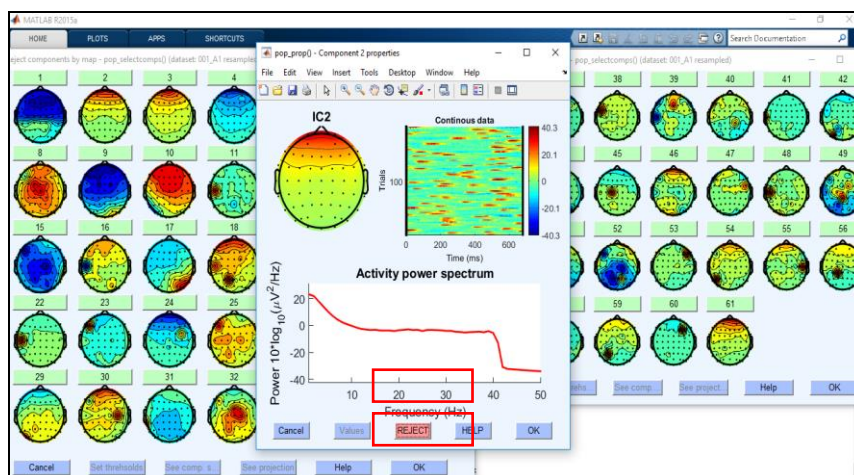 MATLAB R2015a
HOME PLOTS APPS SHORTCUTS Search Documentation
eject components by map - pop_selectcomps() (dataset: 001_A1 resampled)
pop_prop() - Component 2 properties
- pop_selectcomps() (dataset: 001_A1 resampled)
File Edit View Insert Tools Desktop Window Help
1 2 3 4
8 9 10 11
15 16 17 18
22 23 24 25
29 30 31 32
Cancel Set threhsolds See comp. s... See projection Help OK
IC2
Continous data
Trials
100
0 200 400 600
Time (ms)
40.3
20.1
0
-20.1
-40.3
Activity power spectrum
Power 10*log10(μV2/Hz)
20
0
-20
-40
10 20 30 40 50
Frequency (Hz)
Cancel Values REJECT HELP OK
38 39 40 41 42
45 46 47 48 49
52 53 54 55 56
59 60 61
See comp... See project... Help OK